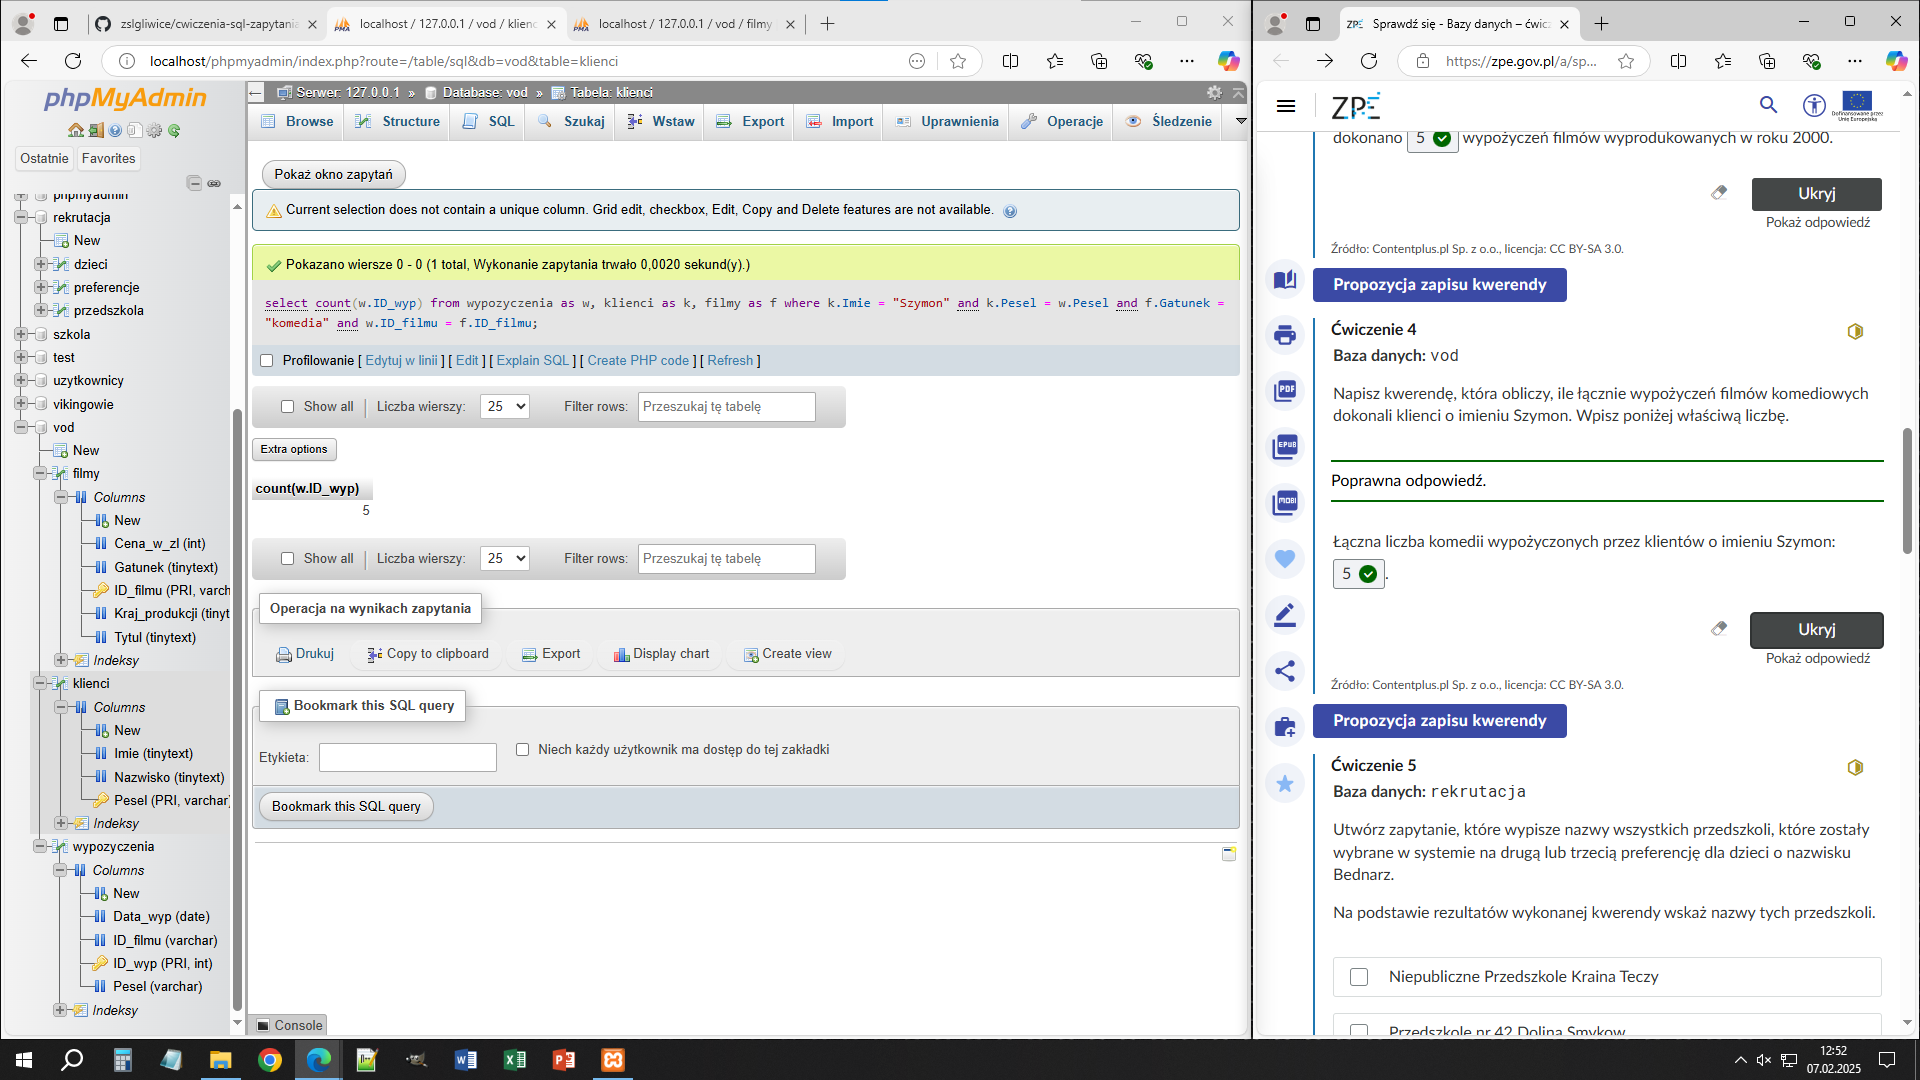 zslgliwice/cwiczenia-sql-zapytania
localhost / 127.0.0.1 / vod / klienc
localhost / 127.0.0.1 / vod / filmy
localhost/phpmyadmin/index.php?route=/table/sql&db=vod&table=klienci
phpMyAdmin
Ostatnie
Favorites
phpmyadmin
rekrutacja
New
dzieci
preferencje
przedszkola
szkola
test
uzytkownicy
vikingowie
vod
New
filmy
Columns
New
Cena_w_zl (int)
Gatunek (tinytext)
ID_filmu (PRI, varch
Kraj_produkcji (tinyt
Tytul (tinytext)
Indeksy
klienci
Columns
New
Imie (tinytext)
Nazwisko (tinytext)
Pesel (PRI, varchar
Indeksy
wypozyczenia
Columns
New
Data_wyp (date)
ID_filmu (varchar)
ID_wyp (PRI, int)
Pesel (varchar)
Indeksy
Serwer: 127.0.0.1 » Database: vod » Tabela: klienci
Browse Structure SQL Szukaj Wstaw Export Import Uprawnienia Operacje Śledzenie
Pokaż okno zapytań
Current selection does not contain a unique column. Grid edit, checkbox, Edit, Copy and Delete features are not available.
Pokazano wiersze 0 - 0 (1 total, Wykonanie zapytania trwało 0,0020 sekund(y).)
select count(w.ID_wyp) from wypozyczenia as w, klienci as k, filmy as f where k.Imie = "Szymon" and k.Pesel = w.Pesel and f.Gatunek =
"komedia" and w.ID_filmu = f.ID_filmu;
Profilowanie [ Edytuj w linii ] [ Edit ] [ Explain SQL ] [ Create PHP code ] [ Refresh ]
Show all Liczba wierszy: 25 Filter rows: Przeszukaj tę tabelę
Extra options
count(w.ID_wyp)
5
Show all Liczba wierszy: 25 Filter rows: Przeszukaj tę tabelę
Operacja na wynikach zapytania
Drukuj Copy to clipboard Export Display chart Create view
Bookmark this SQL query
Etykieta: Niech każdy użytkownik ma dostęp do tej zakładki
Bookmark this SQL query
Console
ZPE Sprawdź się - Bazy danych – ćwic
https://zpe.gov.pl/a/sp...
ZPE
Dofinansowane przez
Unię Europejską
dokonano 5 wypożyczeń filmów wyprodukowanych w roku 2000.
Ukryj
Pokaż odpowiedź
Źródło: Contentplus.pl Sp. z o.o., licencja: CC BY-SA 3.0.
Propozycja zapisu kwerendy
PDF
EPUB
MOBI
Ćwiczenie 4
Baza danych: vod
Napisz kwerendę, która obliczy, ile łącznie wypożyczeń filmów komediowych
dokonali klienci o imieniu Szymon. Wpisz poniżej właściwą liczbę.
Poprawna odpowiedź.
Łączna liczba komedii wypożyczonych przez klientów o imieniu Szymon:
5.
Ukryj
Pokaż odpowiedź
Źródło: Contentplus.pl Sp. z o.o., licencja: CC BY-SA 3.0.
Propozycja zapisu kwerendy
Ćwiczenie 5
Baza danych: rekrutacja
Utwórz zapytanie, które wypisze nazwy wszystkich przedszkoli, które zostały
wybrane w systemie na drugą lub trzecią preferencję dla dzieci o nazwisku
Bednarz.
Na podstawie rezultatów wykonanej kwerendy wskaż nazwy tych przedszkoli.
Niepubliczne Przedszkole Kraina Teczy
Przedszkole nr 42 Dolina Smykow
12:52
07.02.2025